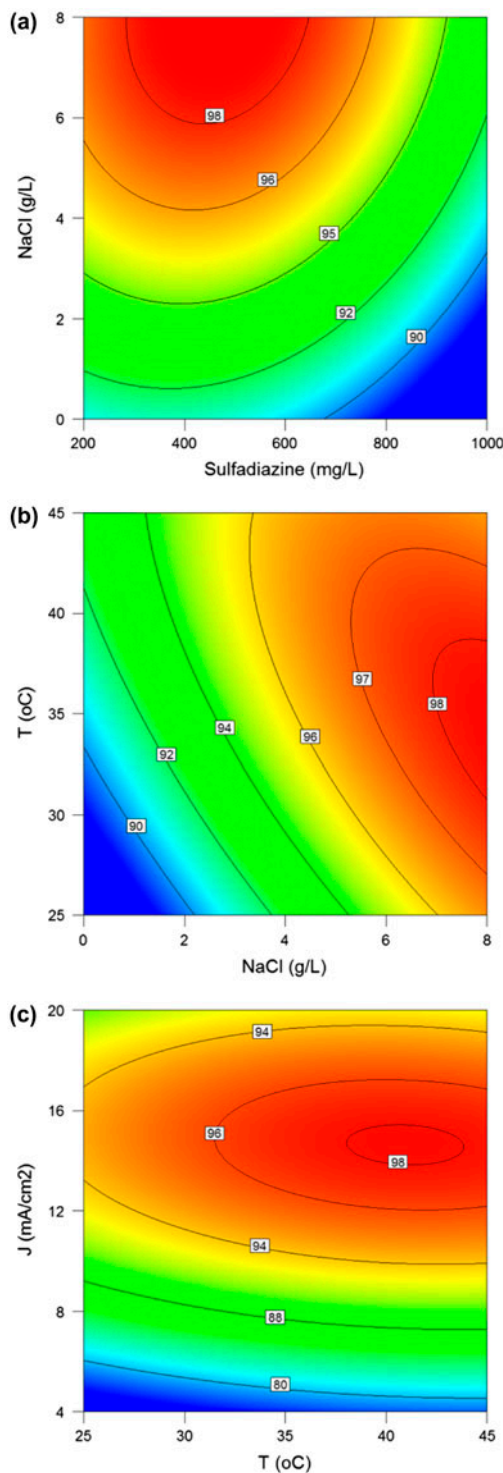 (a)
8
6
4
2
0
NaCl (g/L)
98
96
95
92
90
200 400 600 800 1000
Sulfadiazine (mg/L)
(b)
45
40
35
30
25
T (oC)
97
98
96
94
92
90
0 2 4 6 8
NaCl (g/L)
(c)
20
16
12
8
4
J (mA/cm2)
94
96
98
94
88
80
25 30 35 40 45
T (oC)